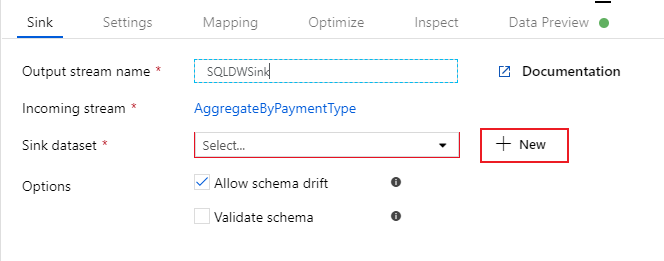 Sink Settings Mapping Optimize Inspect Data Preview
Output stream name * SQLDWSink Documentation
Incoming stream * AggregateByPaymentType
Sink dataset * Select... + New
Options Allow schema drift
Validate schema